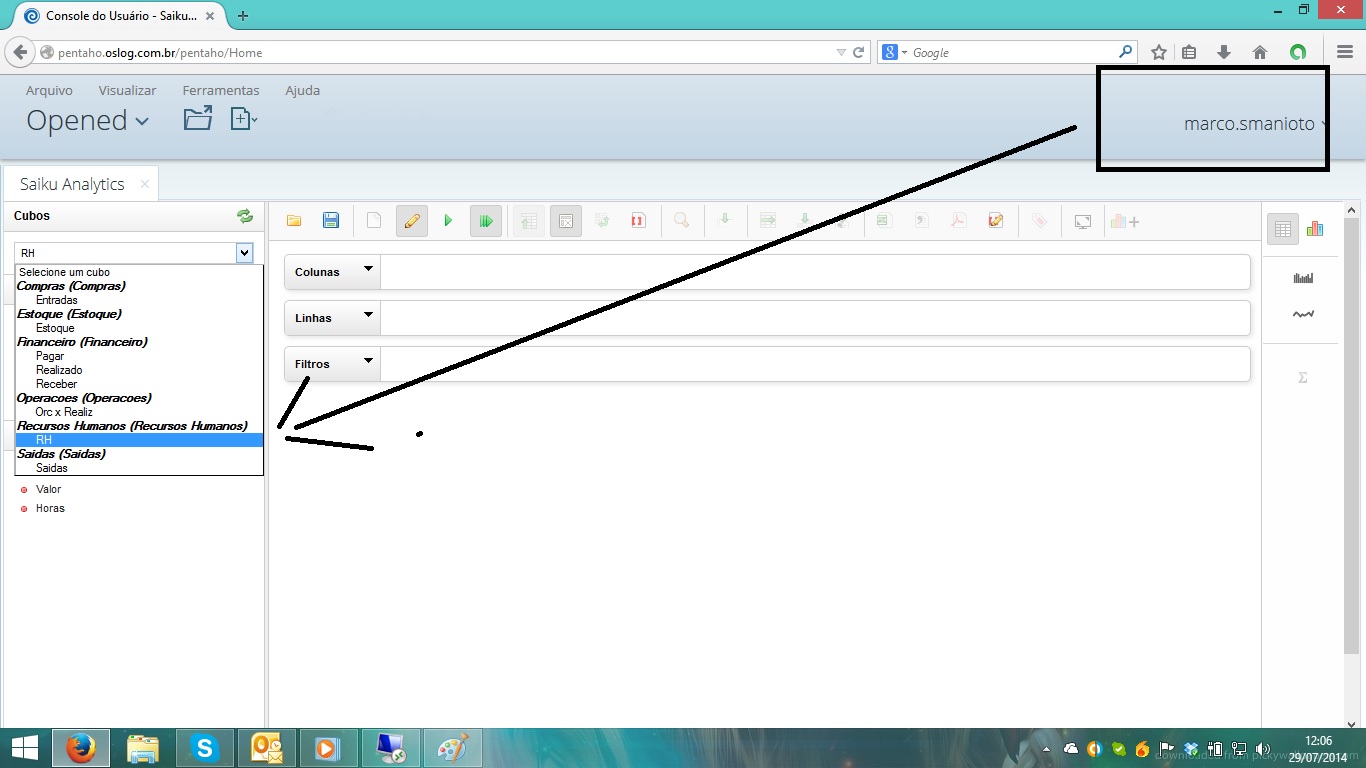 Console do Usuário - Saiku...
pentaho.oslog.com.br/pentaho/Home
Google
Arquivo Visualizar Ferramentas Ajuda
Opened
marco.smanioto
Saiku Analytics
Cubos
RH
Selecione um cubo
Compras (Compras)
Entradas
Estoque (Estoque)
Estoque
Financeiro (Financeiro)
Pagar
Realizado
Receber
Operacoes (Operacoes)
Orc x Realiz
Recursos Humanos (Recursos Humanos)
RH
Saidas (Saidas)
Saidas
Valor
Horas
Colunas
Linhas
Filtros
12:06
29/07/2014